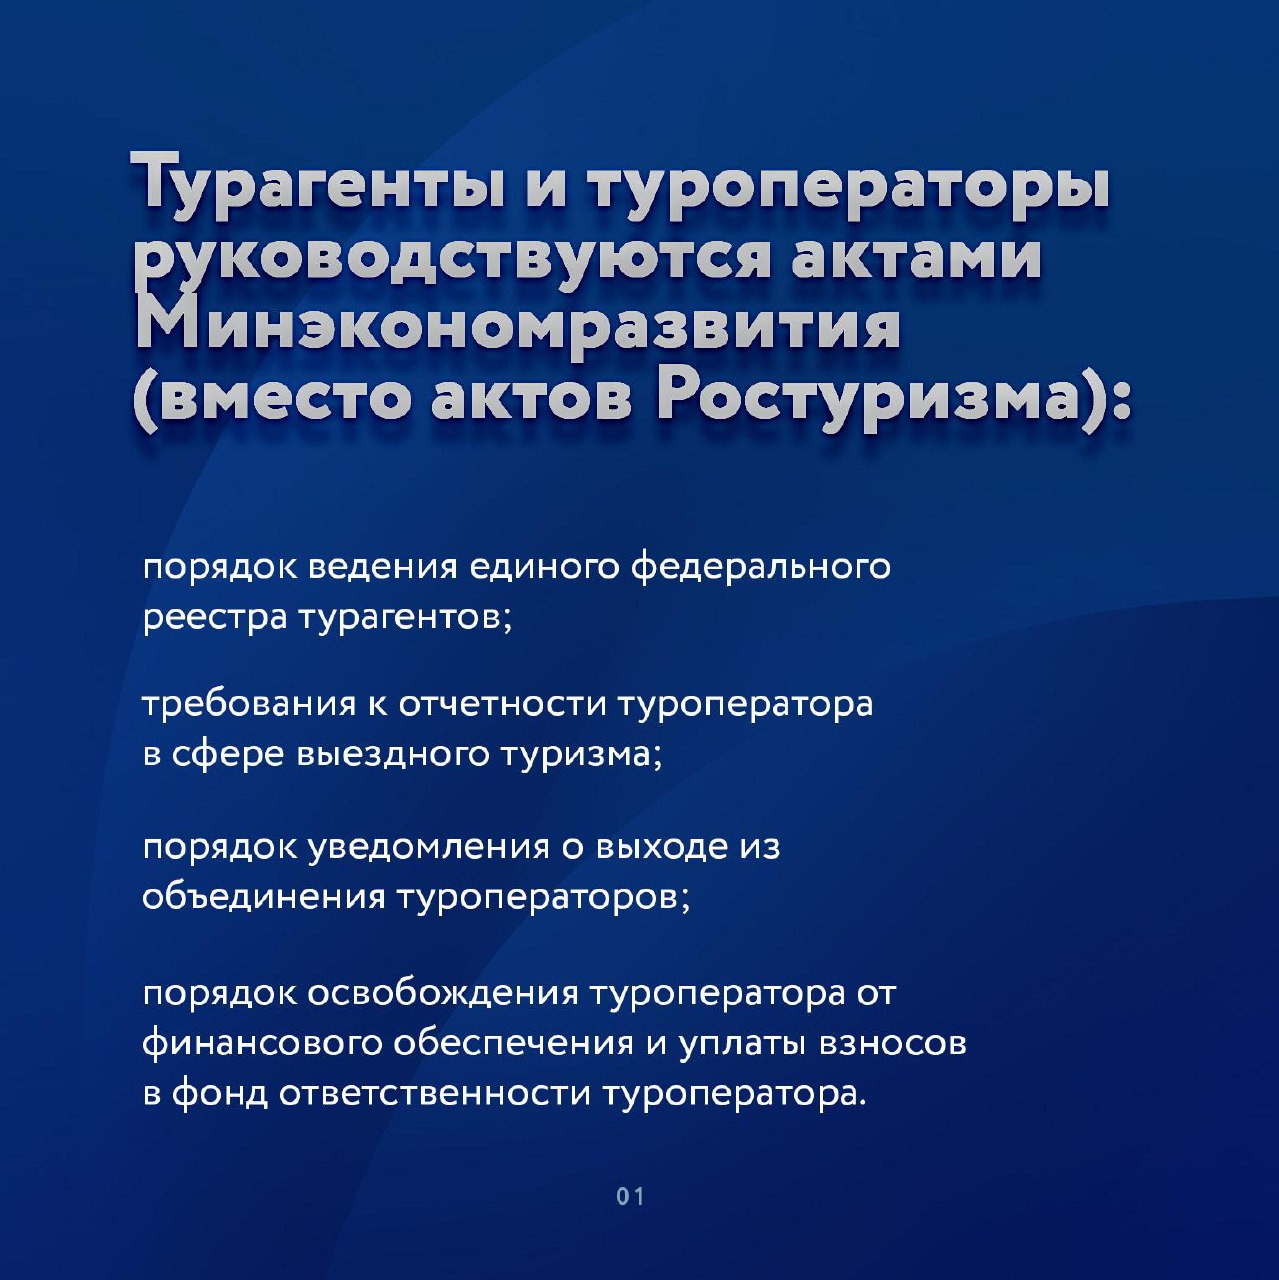 Турагенты и туроператоры
руководствуются актами
Минэкономразвития
(вместо актов Ростуризма):
порядок ведения единого федерального
реестра турагентов;
требования к отчетности туроператора
в сфере выездного туризма;
порядок уведомления о выходе из
объединения туроператоров;
порядок освобождения туроператора от
финансового обеспечения и уплаты взносов
в фонд ответственности туроператора.
01